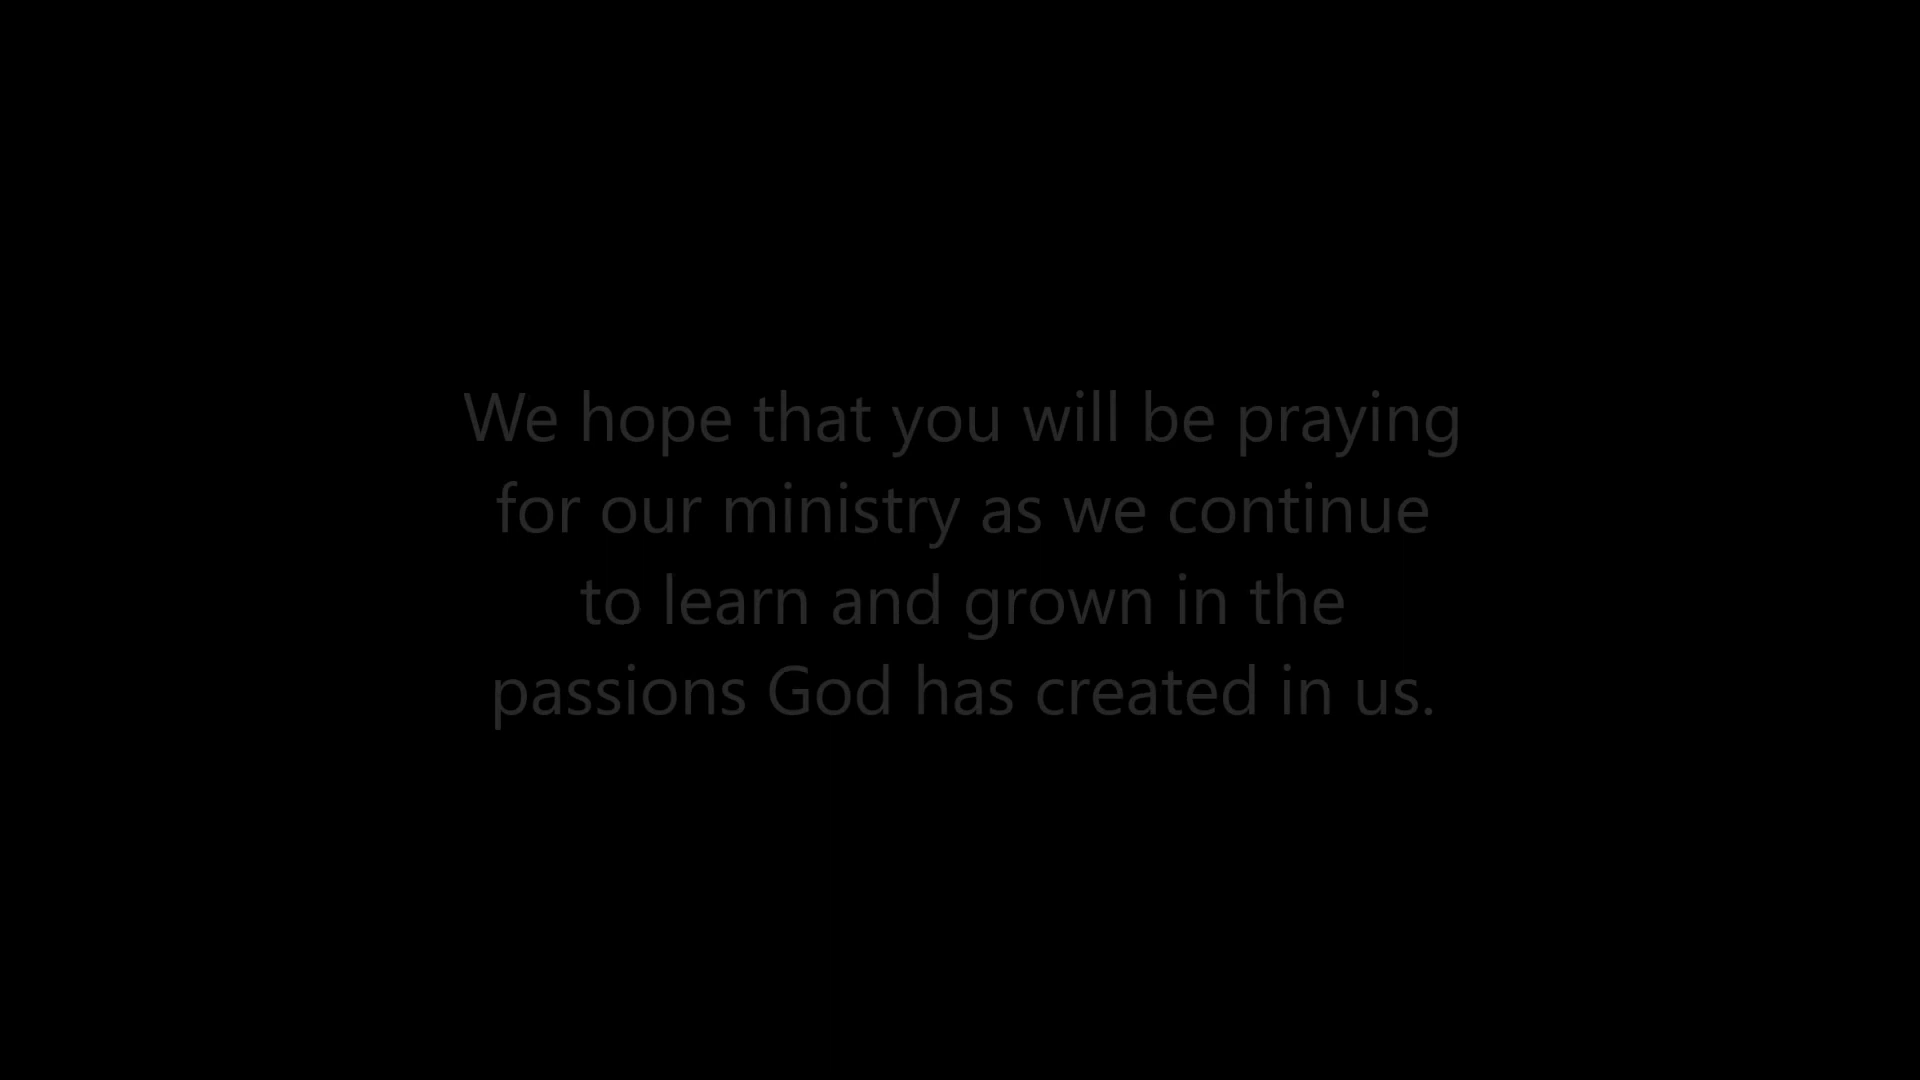 We hope that you will be praying
for our ministry as we continue
to learn and grown in the
passions God has created in us.